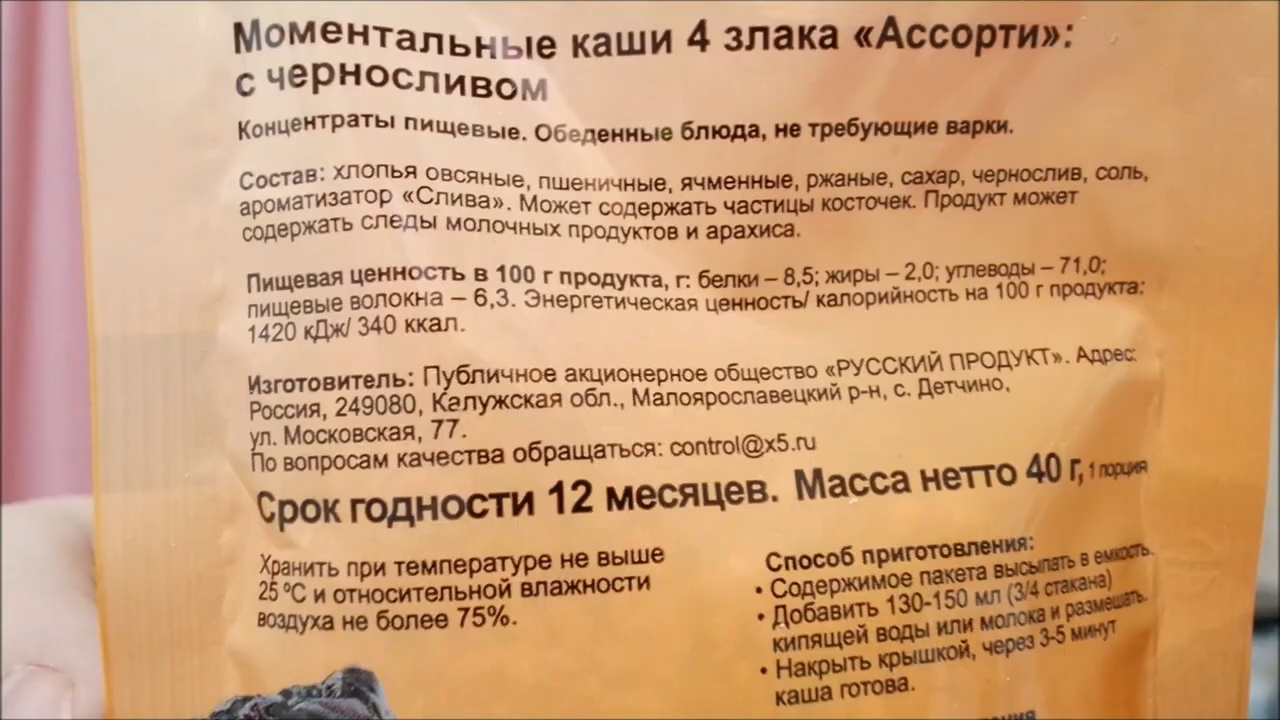 Моментальные каши 4 злака «Ассорти»:
с черносливом
Концентраты пищевые. Обеденные блюда, не требующие варки.
Состав: хлопья овсяные, пшеничные, ячменные, ржаные, сахар, чернослив, соль,
ароматизатор «Слива». Может содержать частицы косточек. Продукт может
содержать следы молочных продуктов и арахиса.
Пищевая ценность в 100 г продукта, г: белки – 8,5; жиры – 2,0; углеводы – 71,0;
пищевые волокна – 6,3. Энергетическая ценность/ калорийность на 100 г продукта:
1420 кДж/ 340 ккал.
Изготовитель: Публичное акционерное общество «РУССКИЙ ПРОДУКТ». Адрес:
Россия, 249080, Калужская обл., Малоярославецкий р-н, с. Детчино,
ул. Московская, 77.
По вопросам качества обращаться: control@x5.ru
Срок годности 12 месяцев. Масса нетто 40 г, 1 порция
Хранить при температуре не выше
25 ºС и относительной влажности
воздуха не более 75%.
Способ приготовления:
• Содержимое пакета высыпать в емкость.
• Добавить 130-150 мл (3/4 стакана)
кипящей воды или молока и размешать.
• Накрыть крышкой, через 3-5 минут
каша готова.